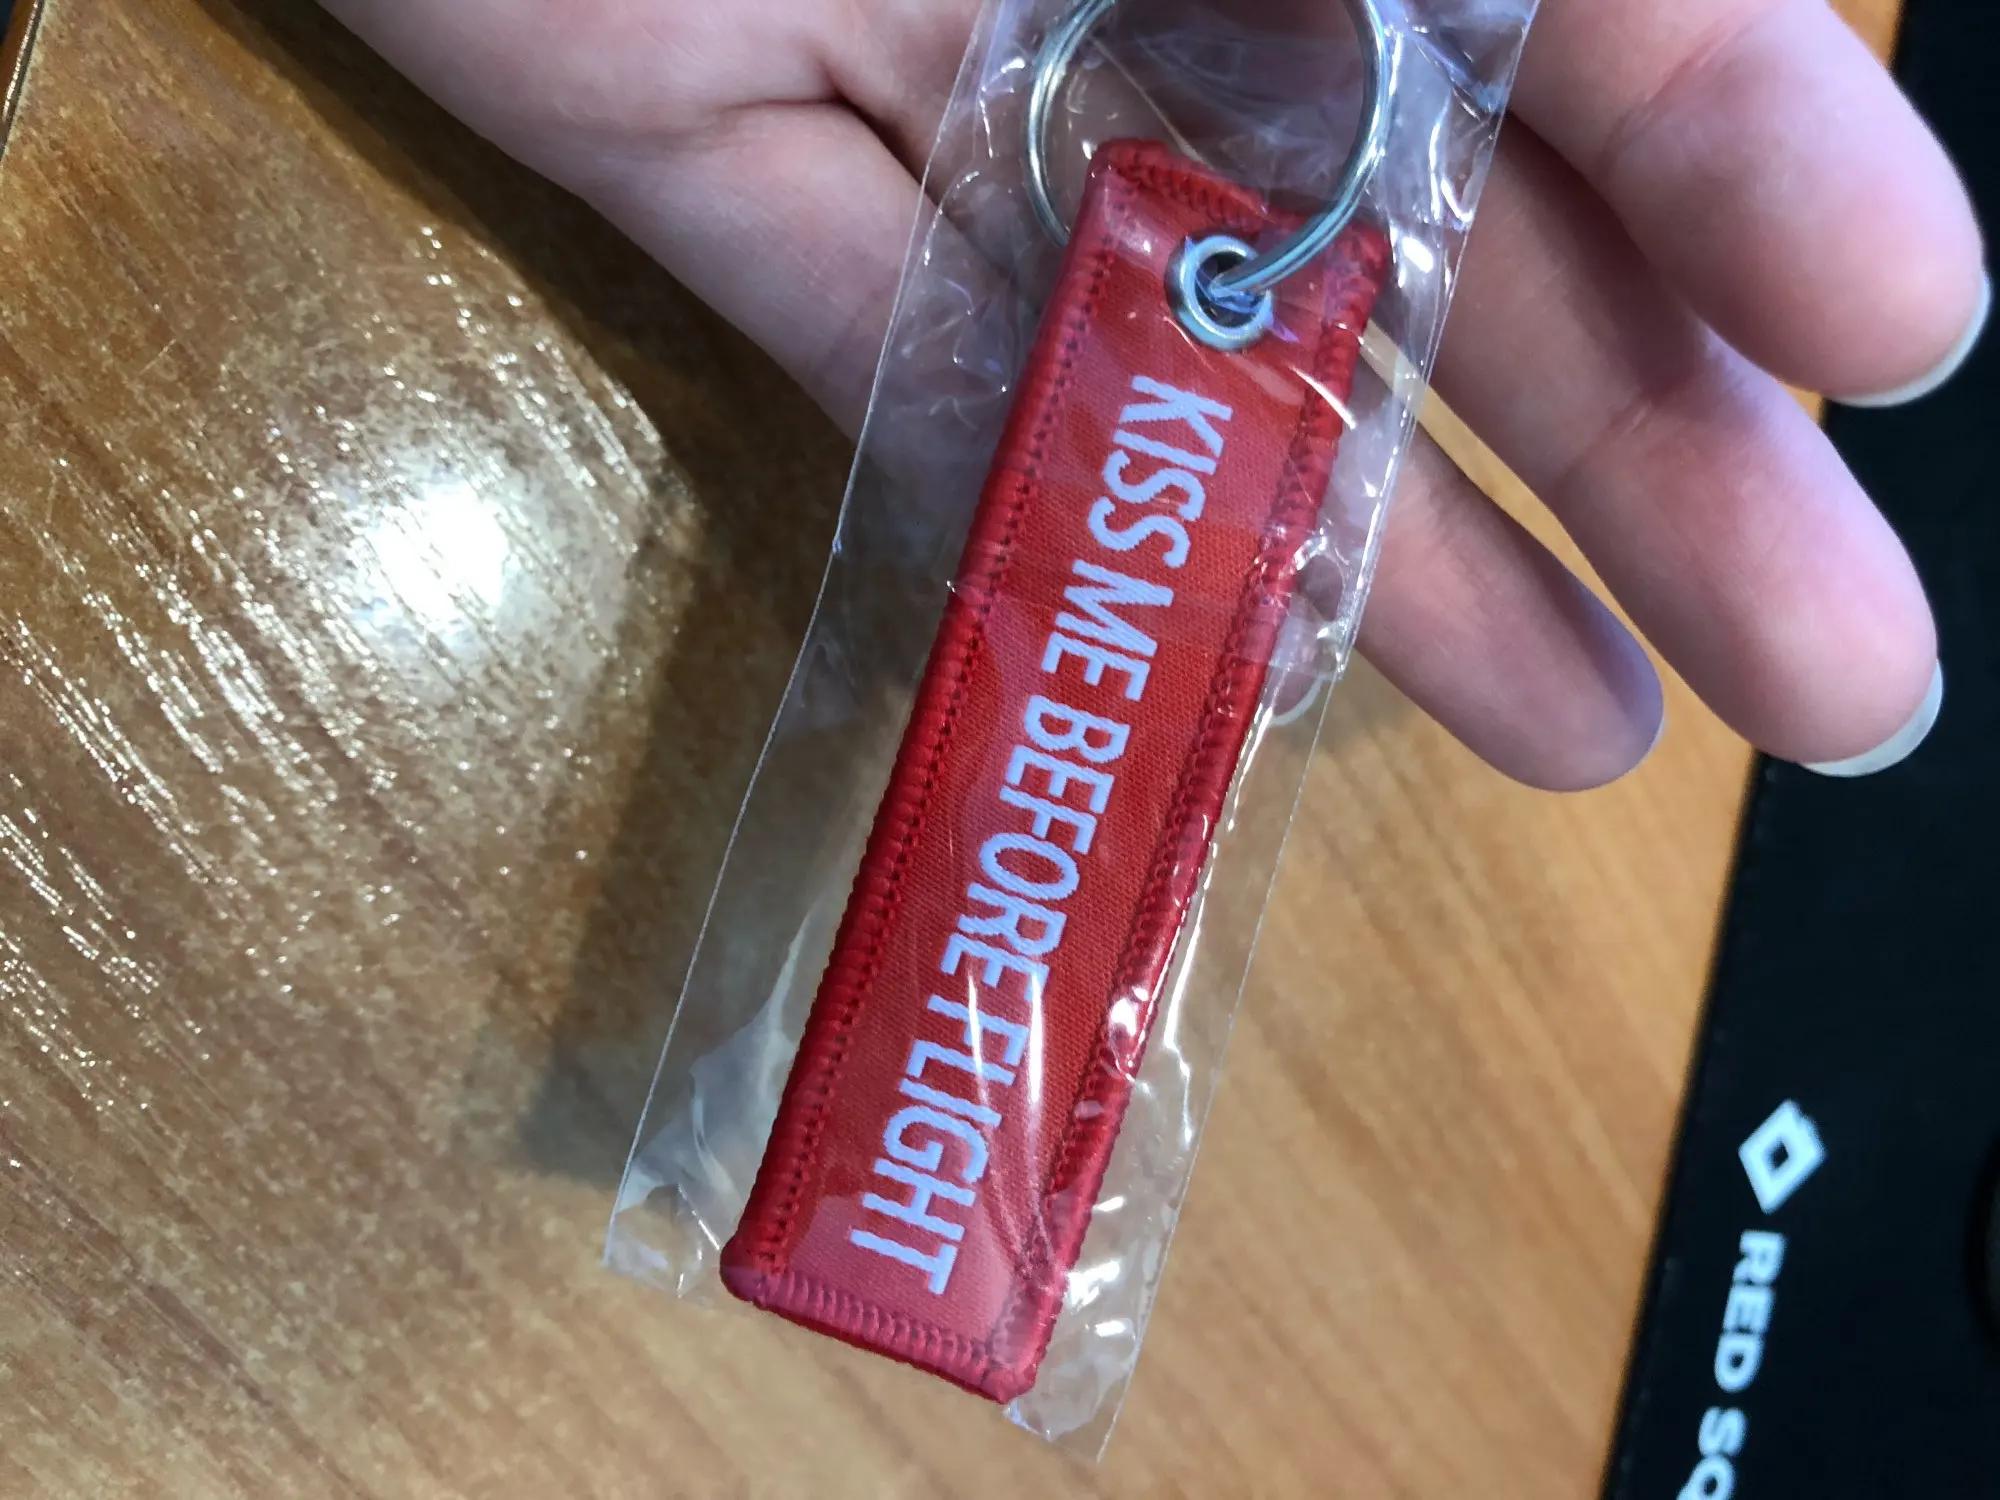 KISS ME BEFORE FLIGHT
RED SQ